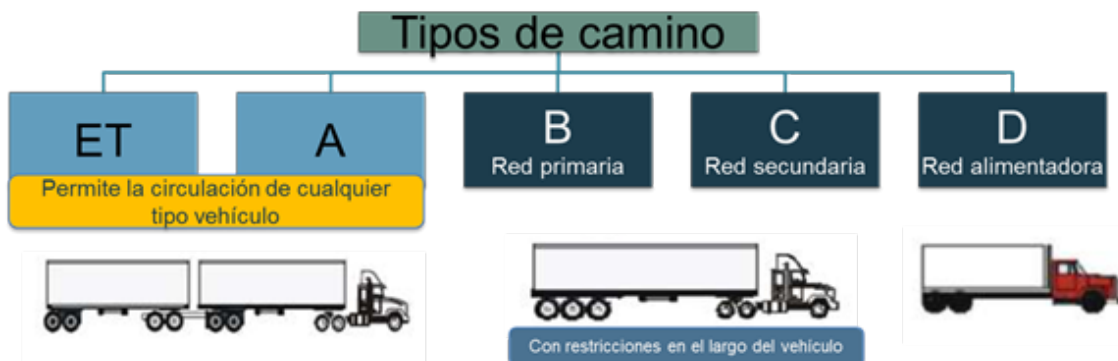 Tipos de camino
ET
A
Permite la circulación de cualquier
tipo vehículo
B
Red primaria
C
Red secundaria
D
Red alimentadora
Con restricciones en el largo del vehículo